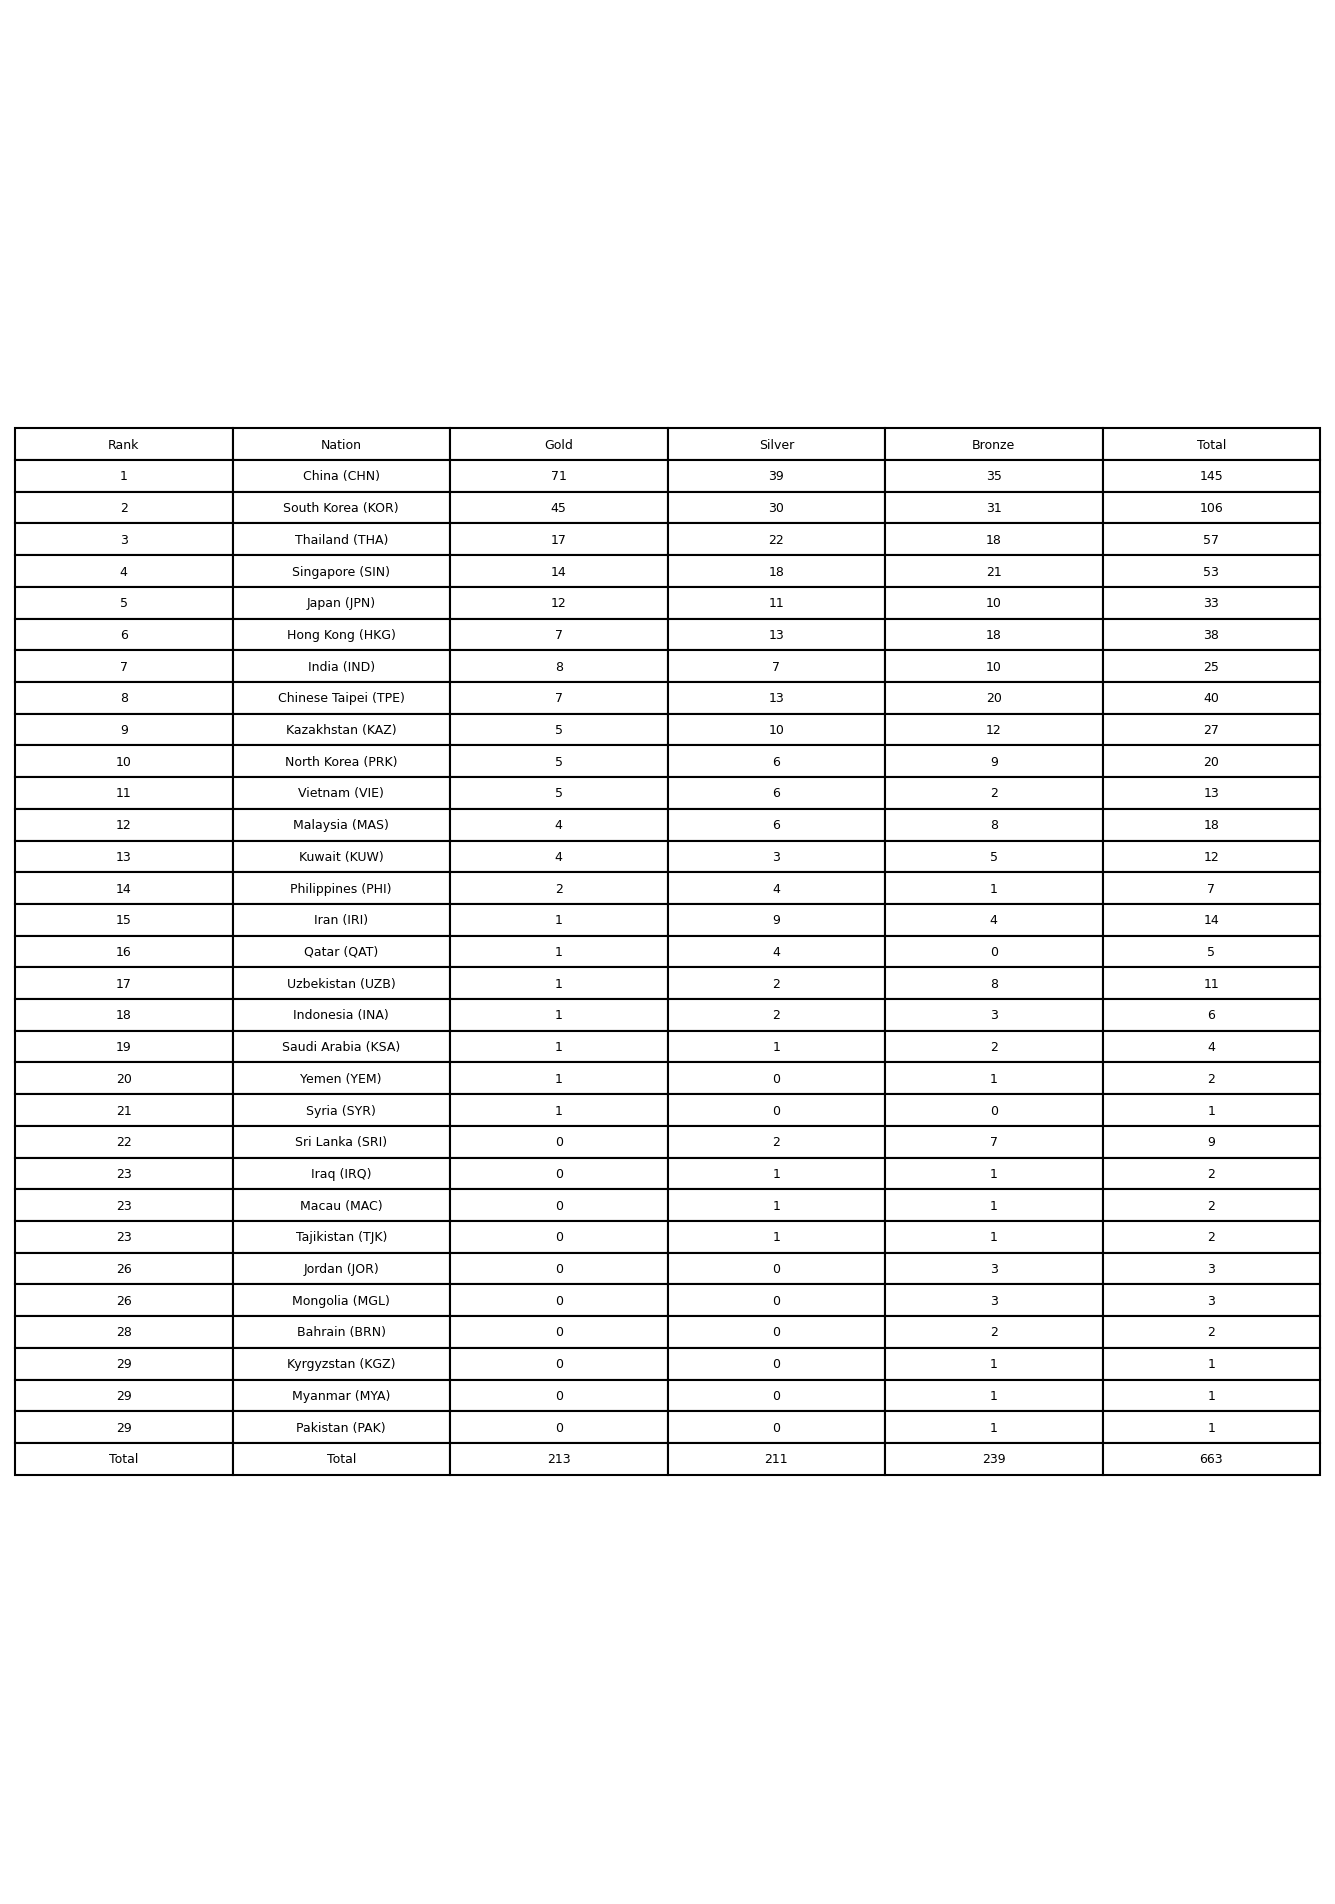 Rank Nation Gold Silver Bronze Total
1 China (CHN) 71 39 35 145
2 South Korea (KOR) 45 30 31 106
3 Thailand (THA) 17 22 18 57
4 Singapore (SIN) 14 18 21 53
5 Japan (JPN) 12 11 10 33
6 Hong Kong (HKG) 7 13 18 38
7 India (IND) 8 7 10 25
8 Chinese Taipei (TPE) 7 13 20 40
9 Kazakhstan (KAZ) 5 10 12 27
10 North Korea (PRK) 5 6 9 20
11 Vietnam (VIE) 5 6 2 13
12 Malaysia (MAS) 4 6 8 18
13 Kuwait (KUW) 4 3 5 12
14 Philippines (PHI) 2 4 1 7
15 Iran (IRI) 1 9 4 14
16 Qatar (QAT) 1 4 0 5
17 Uzbekistan (UZB) 1 2 8 11
18 Indonesia (INA) 1 2 3 6
19 Saudi Arabia (KSA) 1 1 2 4
20 Yemen (YEM) 1 0 1 2
21 Syria (SYR) 1 0 0 1
22 Sri Lanka (SRI) 0 2 7 9
23 Iraq (IRQ) 0 1 1 2
23 Macau (MAC) 0 1 1 2
23 Tajikistan (TJK) 0 1 1 2
26 Jordan (JOR) 0 0 3 3
26 Mongolia (MGL) 0 0 3 3
28 Bahrain (BRN) 0 0 2 2
29 Kyrgyzstan (KGZ) 0 0 1 1
29 Myanmar (MYA) 0 0 1 1
29 Pakistan (PAK) 0 0 1 1
Total Total 213 211 239 663